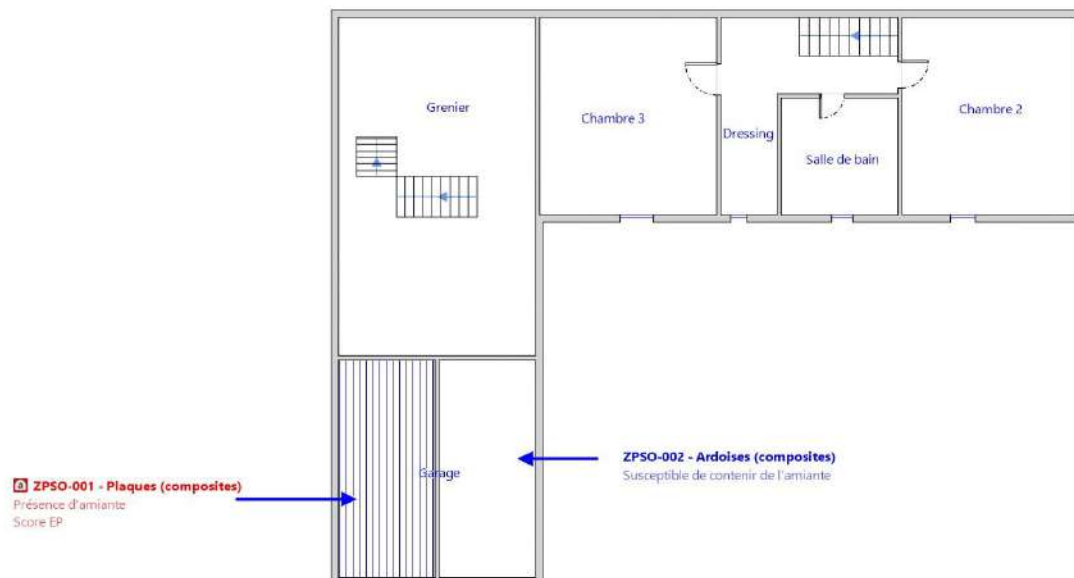 Grenier
Chambre 3
Dressing
Salle de bain
Chambre 2
Garage
ZPSO-002 - Ardoises (composites)
Susceptible de contenir de l'amiante
a ZPSO-001 - Plaques (composites)
Présence d'amiante
Score EP